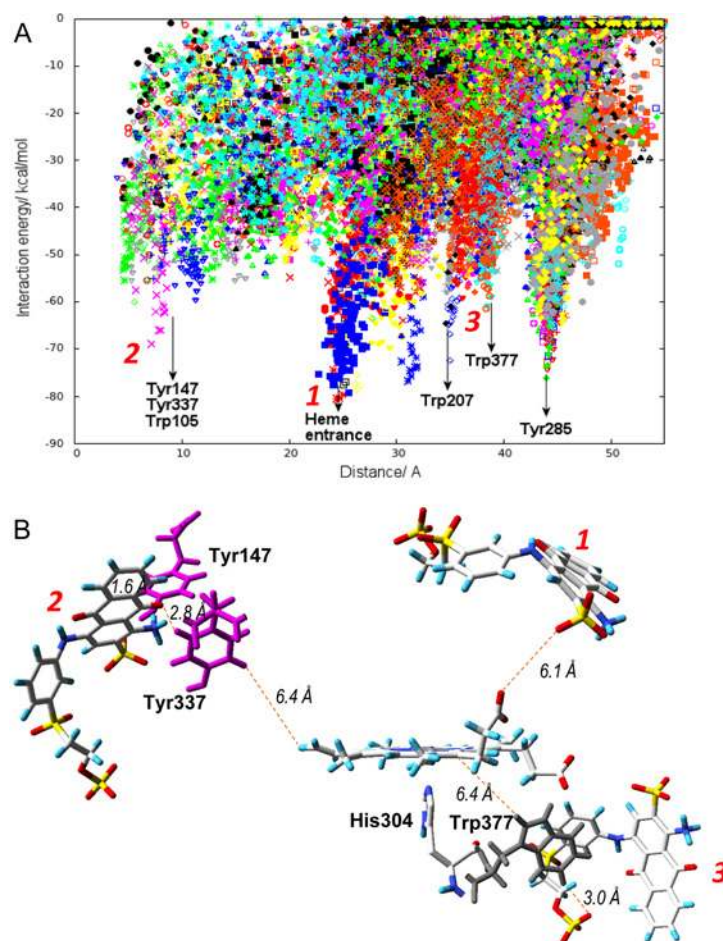 A
0
-10
-20
-30
-40
-50
-60
-70
-80
-90
Interaction energy/ kcal/mol
2
1
3
Tyr147
Tyr337
Trp105
Heme
entrance
Trp207
Trp377
Tyr285
0 10 20 30 40 50
Distance/ A
B
Tyr147
1
1.6 Å
2
2.8 Å
Tyr337
6.4 Å
6.1 Å
6.4 Å
His304
Trp377
3
3.0 Å